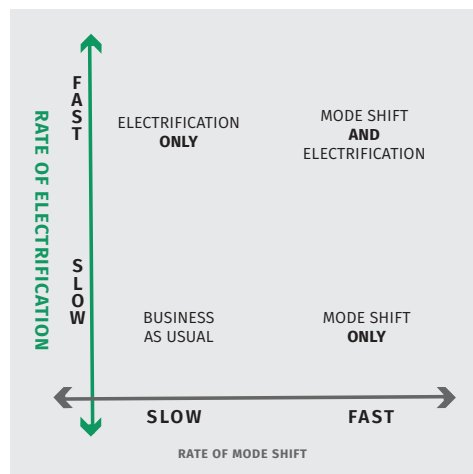 RATE OF ELECTRIFICATION
FAST
SLOW
ELECTRIFICATION
ONLY
MODE SHIFT
AND
ELECTRIFICATION
BUSINESS
AS USUAL
MODE SHIFT
ONLY
SLOW
FAST
RATE OF MODE SHIFT